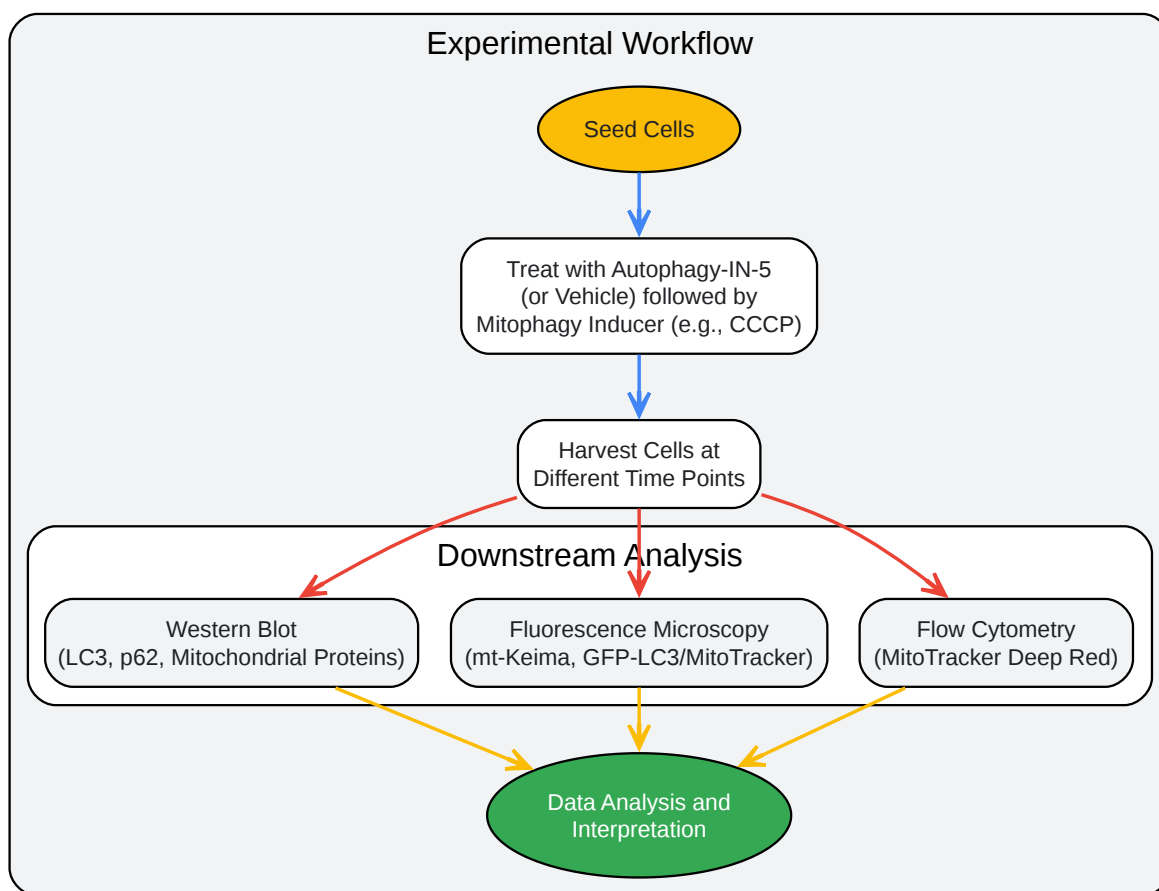 Experimental Workflow
Seed Cells
Treat with Autophagy-IN-5
(or Vehicle) followed by
Mitophagy Inducer (e.g., CCCP)
Harvest Cells at
Different Time Points
Downstream Analysis
Western Blot
(LC3, p62, Mitochondrial Proteins)
Fluorescence Microscopy
(mt-Keima, GFP-LC3/MitoTracker)
Flow Cytometry
(MitoTracker Deep Red)
Data Analysis and
Interpretation